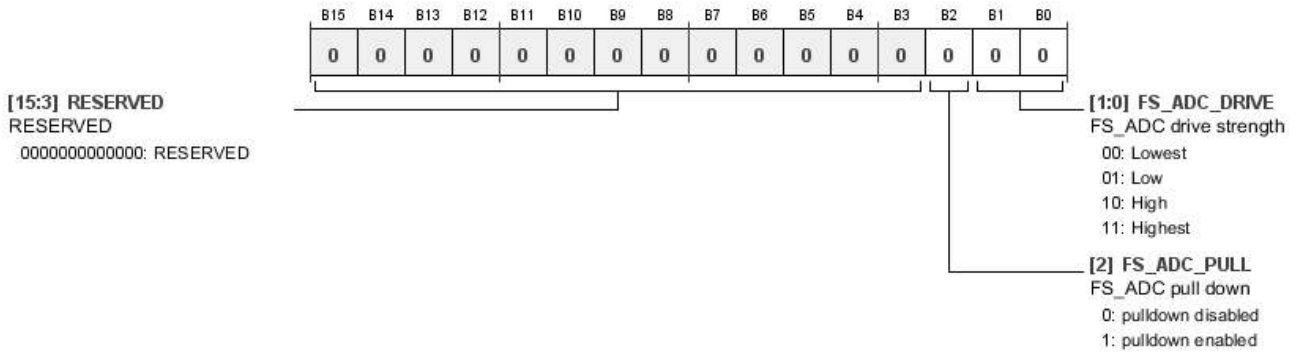 B15 B14 B13 B12 B11 B10 B9 B8 B7 B6 B5 B4 B3 B2 B1 B0
0 0 0 0 0 0 0 0 0 0 0 0 0 0 0 0
[15:3] RESERVED
RESERVED
0000000000000: RESERVED
[1:0] FS_ADC_DRIVE
FS_ADC drive strength
00: Lowest
01: Low
10: High
11: Highest
[2] FS_ADC_PULL
FS_ADC pull down
0: pulldown disabled
1: pulldown enabled